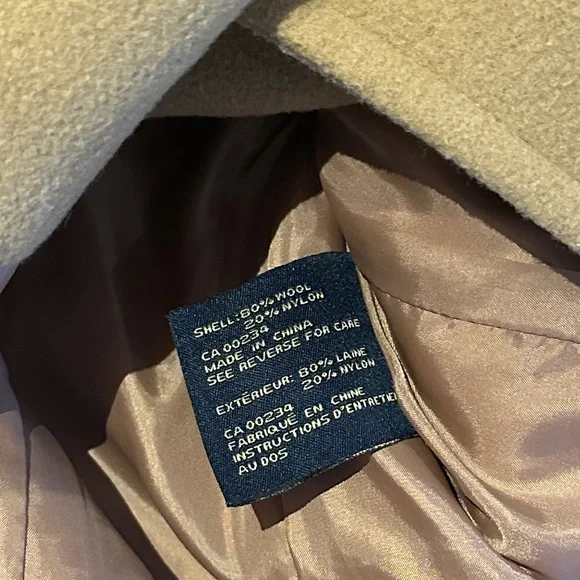 SHELL: 80% WOOL
20% NYLON
CA 00234
MADE IN CHINA
SEE REVERSE FOR CARE
EXTÉRIEUR: 80% LAINE
20% NYLON
CA 00234
FABRIQUÉ EN CHINE
INSTRUCTIONS D'ENTRETIEN
AU DOS